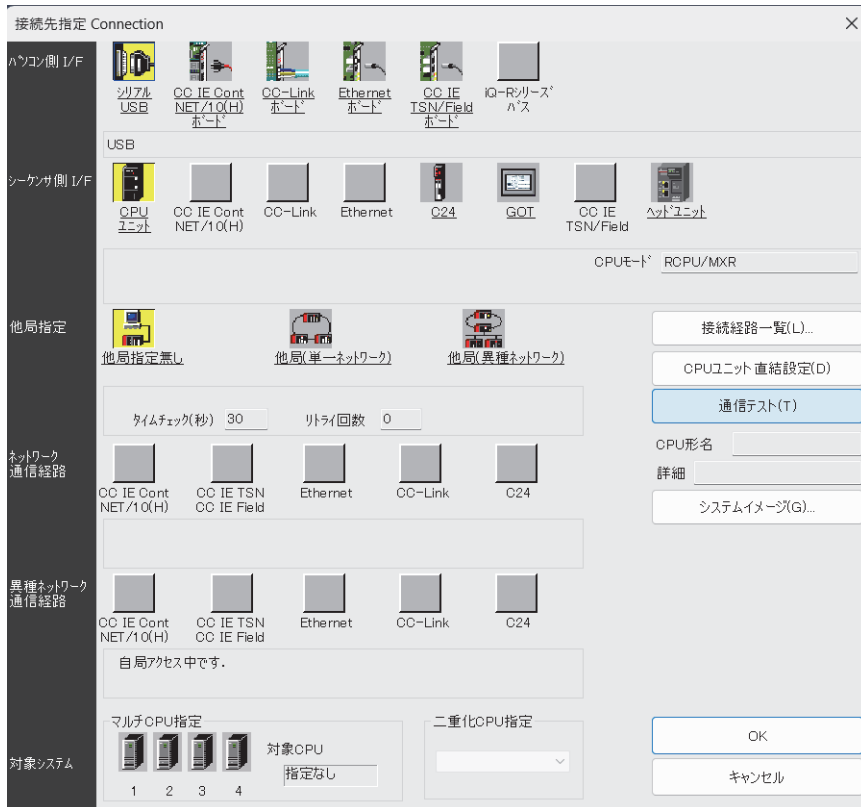 接続先指定 Connection
パソコン側 I/F
シリアル
USB
CC IE Cont
NET/10(H)
ボード
CC-Link
ボード
Ethernet
ボード
CC IE
TSN/Field
ボード
iQ-Rシリーズ
バス
USB
シーケンサ側 I/F
CPU
ユニット
CC IE Cont
NET/10(H)
CC-Link
Ethernet
C24
GOT
CC IE
TSN/Field
ヘッドユニット
CPUモード RCPU/MXR
他局指定
他局指定無し
他局(単一ネットワーク)
他局(異種ネットワーク)
接続経路一覧(L)...
CPUユニット直結設定(D)
通信テスト(T)
タイムチェック(秒) 30 リトライ回数 0
CPU形名
詳細
システムイメージ(G)...
ネットワーク
通信経路
CC IE Cont
NET/10(H)
CC IE TSN
CC IE Field
Ethernet
CC-Link
C24
異種ネットワーク
通信経路
CC IE Cont
NET/10(H)
CC IE TSN
CC IE Field
Ethernet
CC-Link
C24
自局アクセス中です.
対象システム
マルチCPU指定
1 2 3 4
対象CPU
指定なし
二重化CPU指定
OK
キャンセル